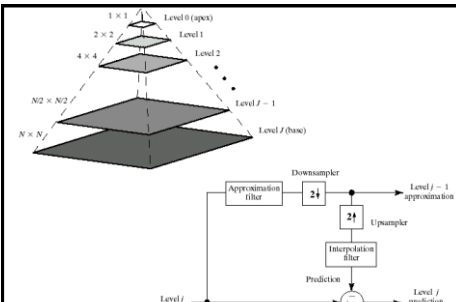 1 × 1
Level 0 (apex)
2 × 2
Level 1
4 × 4
Level 2
N/2 × N/2
Level J − 1
N × N
Level J (base)
Downsampler
Approximation
filter
2↓
Level j − 1
approximation
2↑
Upsampler
Interpolation
filter
Prediction
Level j
Level j
prediction